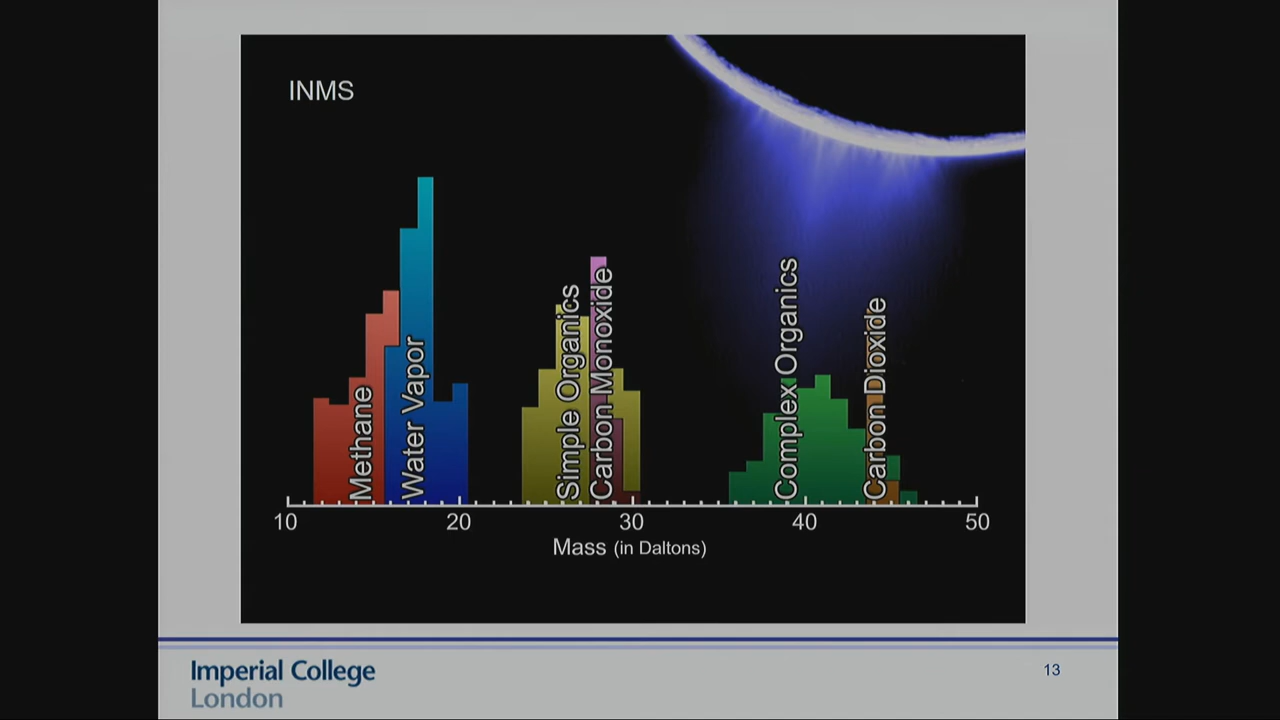 INMS
Methane
Water Vapor
Simple Organics
Carbon Monoxide
Complex Organics
Carbon Dioxide
10 20 30 40 50
Mass (in Daltons)
Imperial College
London
13